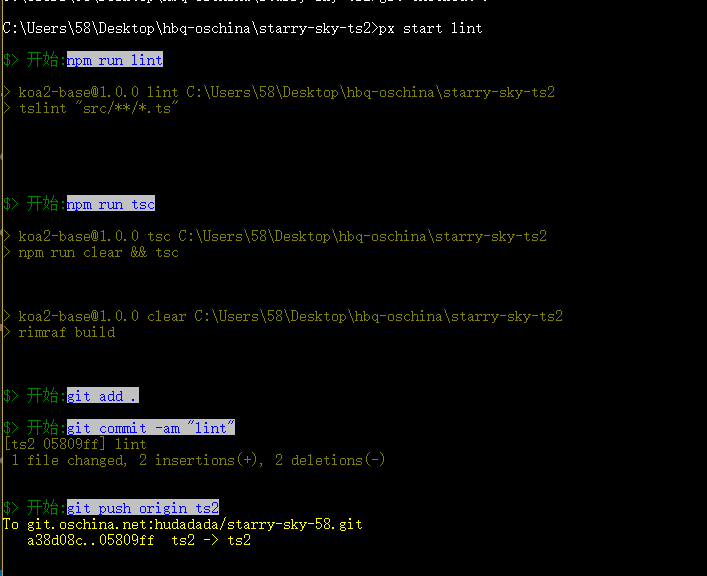 C:\Users\58\Desktop\hbq-oschina\starry-sky-ts2>px start lint
$> 开始:npm run lint
> koa2-base@1.0.0 lint C:\Users\58\Desktop\hbq-oschina\starry-sky-ts2
> tslint "src/**/*.ts"
$> 开始:npm run tsc
> koa2-base@1.0.0 tsc C:\Users\58\Desktop\hbq-oschina\starry-sky-ts2
> npm run clear && tsc
> koa2-base@1.0.0 clear C:\Users\58\Desktop\hbq-oschina\starry-sky-ts2
> rimraf build
$> 开始:git add .
$> 开始:git commit -am "lint"
[ts2 05809ff] lint
1 file changed, 2 insertions(+), 2 deletions(-)
$> 开始:git push origin ts2
To git.oschina.net:hudadada/starry-sky-58.git
a38d08c..05809ff  ts2 -> ts2